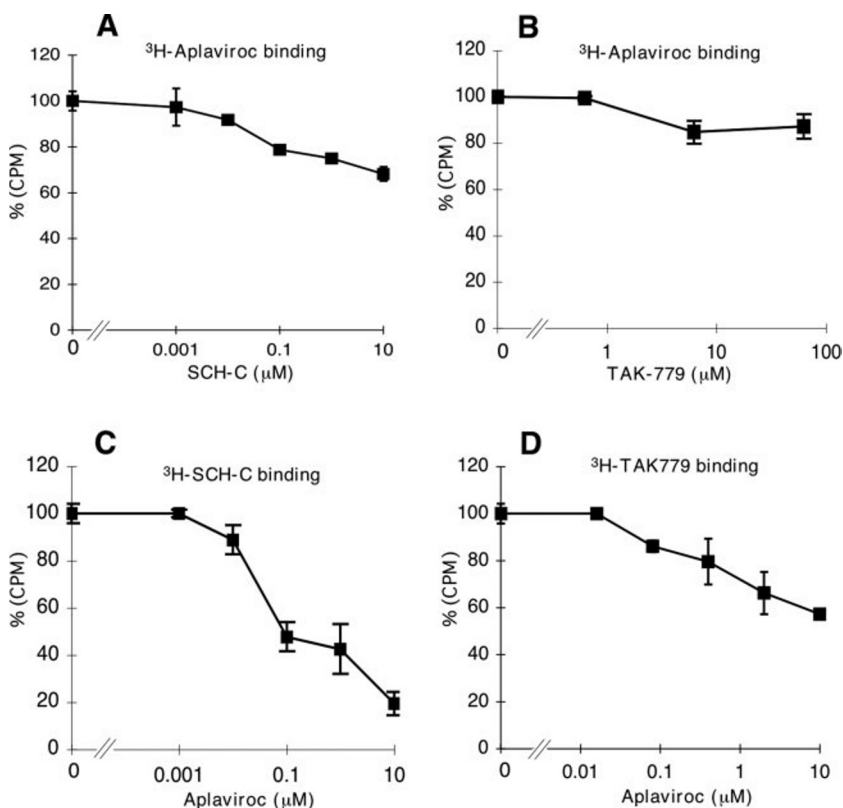 A
³H-Aplaviroc binding
120
100
80
60
40
20
0
% (CPM)
0 0.001 0.1 10
SCH-C (μM)
B
³H-Aplaviroc binding
120
100
80
60
40
20
0
% (CPM)
0 1 10 100
TAK-779 (μM)
C
³H-SCH-C binding
120
100
80
60
40
20
0
% (CPM)
0 0.001 0.1 10
Aplaviroc (μM)
D
³H-TAK779 binding
120
100
80
60
40
20
0
% (CPM)
0 0.01 0.1 1 10
Aplaviroc (μM)